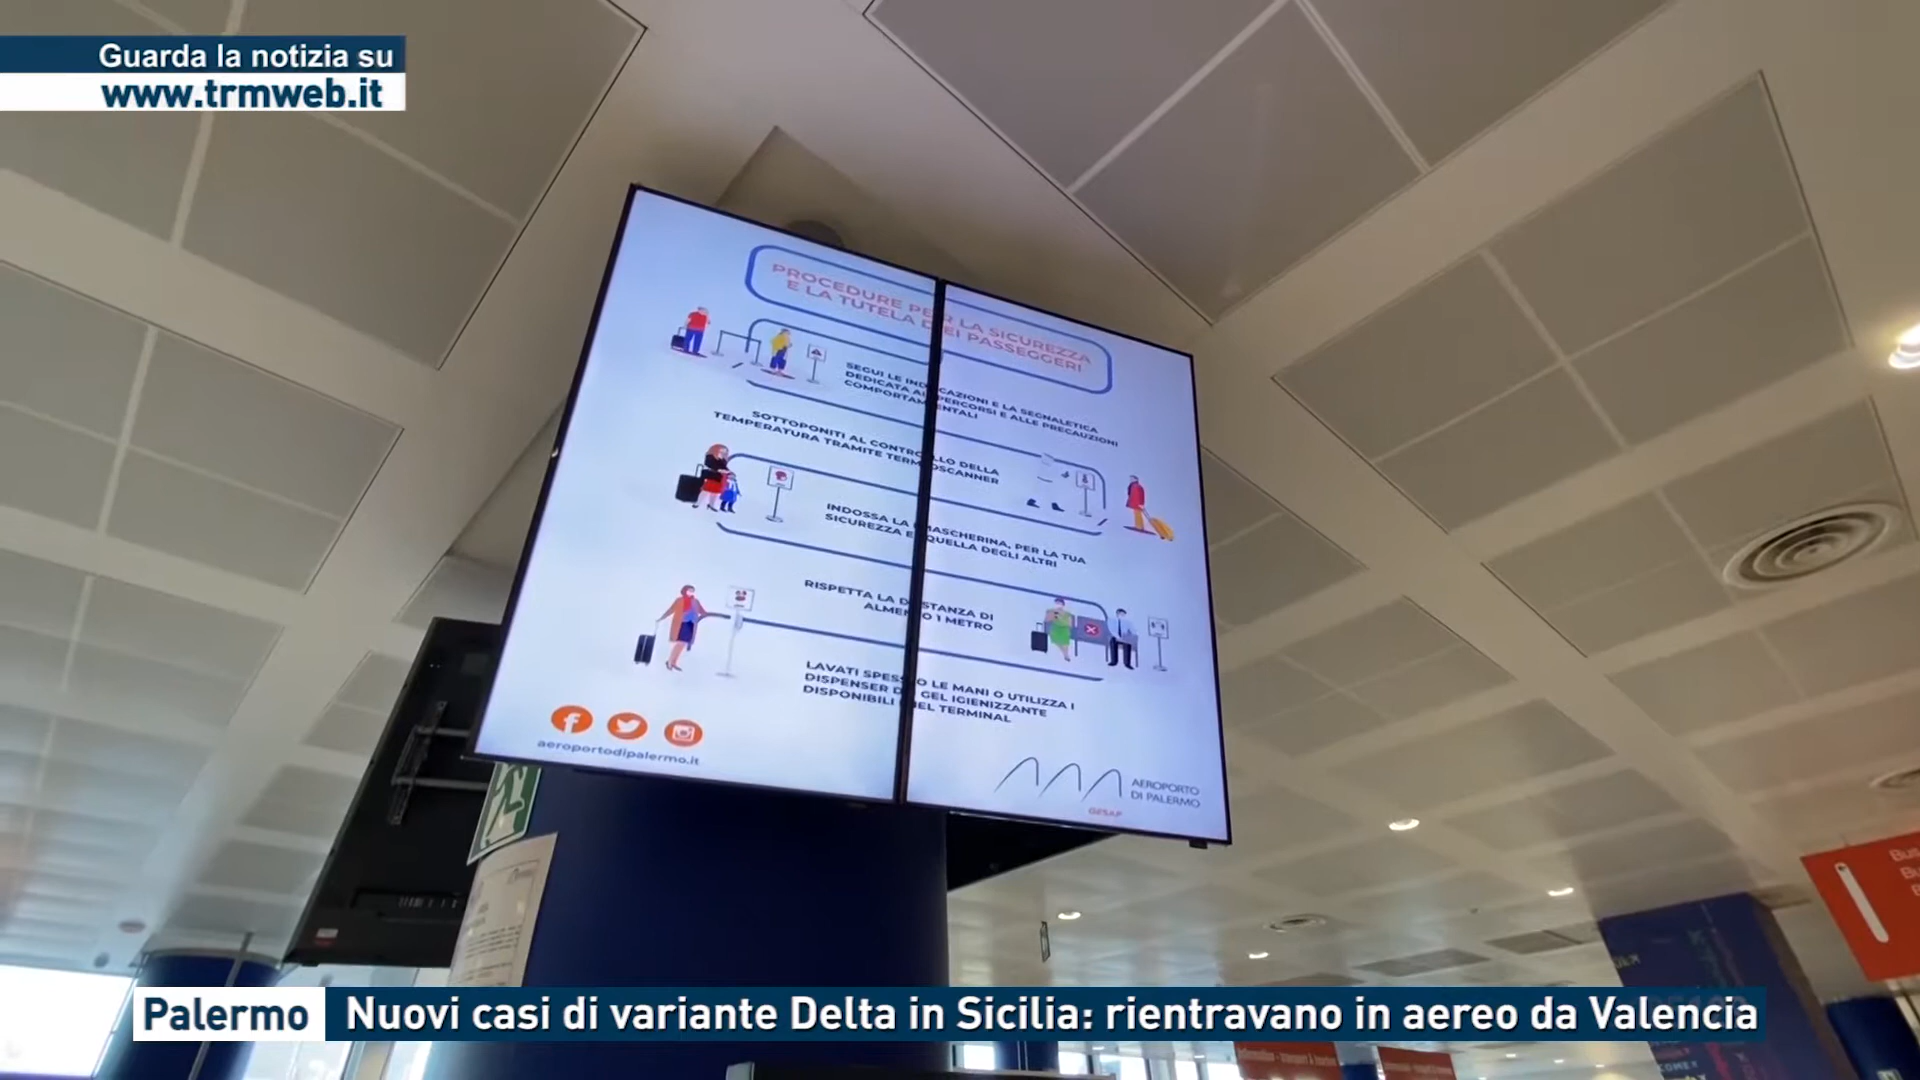 Guarda la notizia su
www.trmweb.it
PROCEDURE PER LA SICUREZZA
E LA TUTELA DEI PASSEGGERI
SEGUI LE INDICAZIONI E LA SEGNALETICA
DEDICATA AI PERCORSI E ALLE PRECAUZIONI
COMPORTAMENTALI
SOTTOPONITI AL CONTROLLO DELLA
TEMPERATURA TRAMITE TERMOSCANNER
INDOSSA LA MASCHERINA, PER LA TUA
SICUREZZA E QUELLA DEGLI ALTRI
RISPETTA LA DISTANZA DI
ALMENO 1 METRO
LAVATI SPESSO LE MANI O UTILIZZA I
DISPENSER DI GEL IGIENIZZANTE
DISPONIBILI NEL TERMINAL
aeroportodipalermo.it
AEROPORTO
DI PALERMO
GESAP
Palermo
Nuovi casi di variante Delta in Sicilia: rientravano in aereo da Valencia